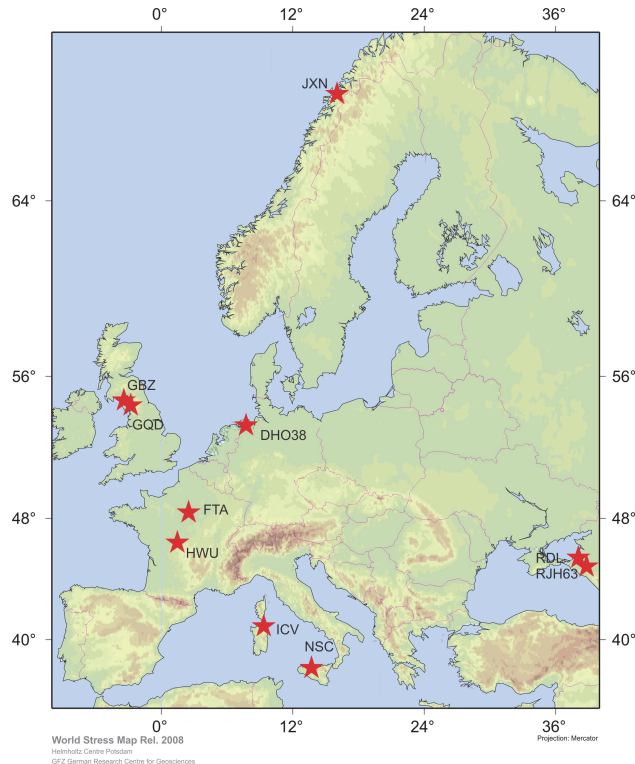 0° 12° 24° 36°
JXN
64°
56° 56°
GBZ
GQD
DHO38
FTA
48° 48°
HWU
RDL
RJH63
ICV
NSC
40° 40°
0° 12° 24° 36°
World Stress Map Rel. 2008
Projection: Mercator
Helmholtz Centre Potsdam
GFZ German Research Centre for Geosciences